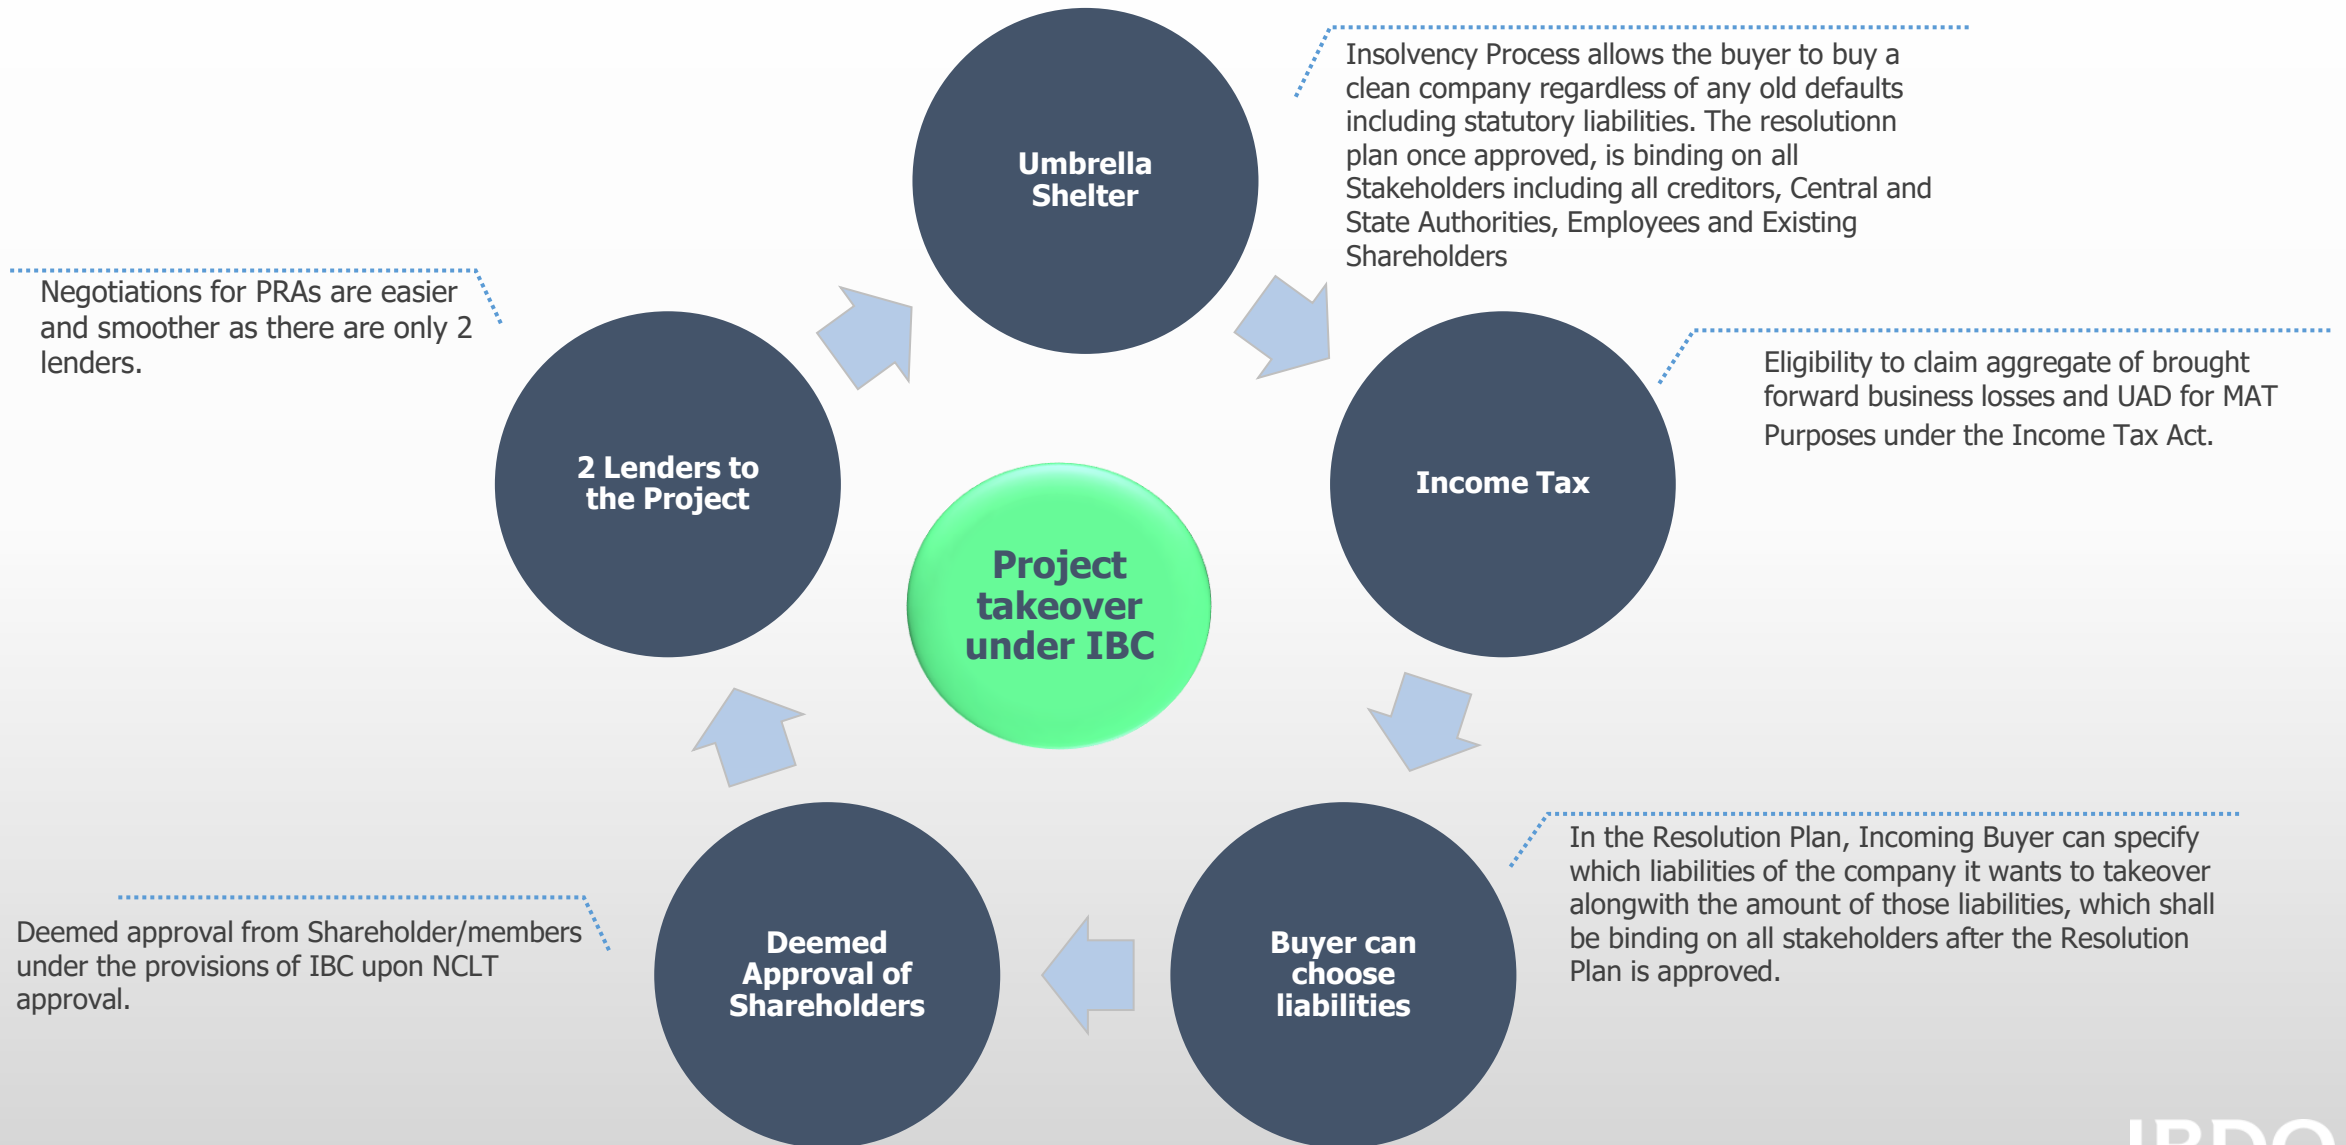 Umbrella
Shelter
Insolvency Process allows the buyer to buy a
clean company regardless of any old defaults
including statutory liabilities. The resolutionn
plan once approved, is binding on all
Stakeholders including all creditors, Central and
State Authorities, Employees and Existing
Shareholders
Income Tax
Eligibility to claim aggregate of brought
forward business losses and UAD for MAT
Purposes under the Income Tax Act.
Buyer can
choose
liabilities
In the Resolution Plan, Incoming Buyer can specify
which liabilities of the company it wants to takeover
alongwith the amount of those liabilities, which shall
be binding on all stakeholders after the Resolution
Plan is approved.
Deemed
Approval of
Shareholders
Deemed approval from Shareholder/members
under the provisions of IBC upon NCLT
approval.
2 Lenders to
the Project
Negotiations for PRAs are easier
and smoother as there are only 2
lenders.
Project
takeover
under IBC